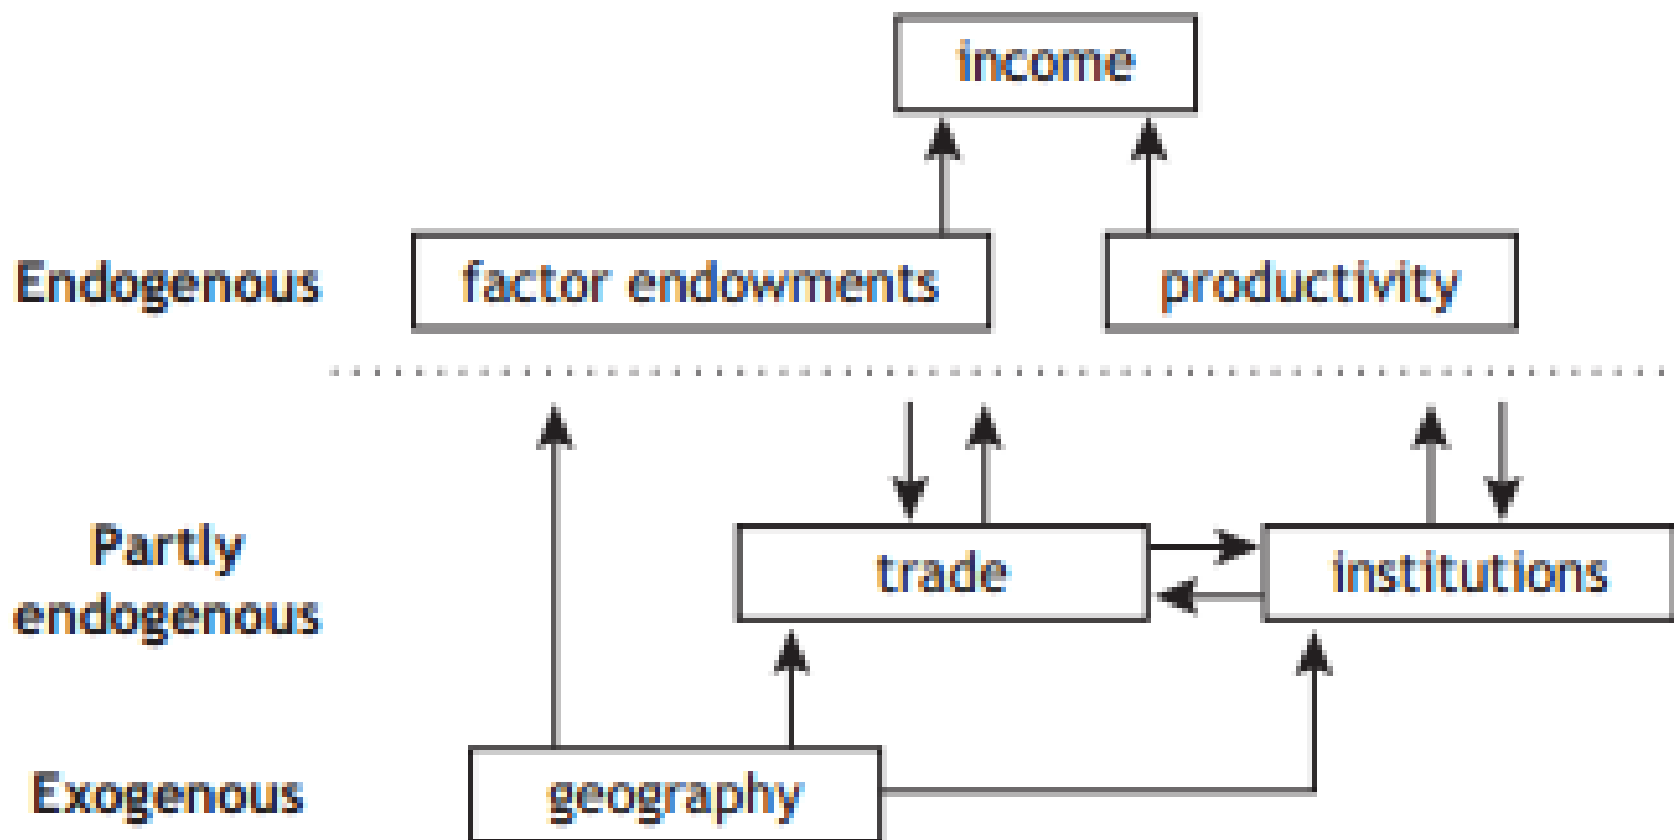 income
Endogenous
factor endowments
productivity
Partly
endogenous
trade
institutions
Exogenous
geography